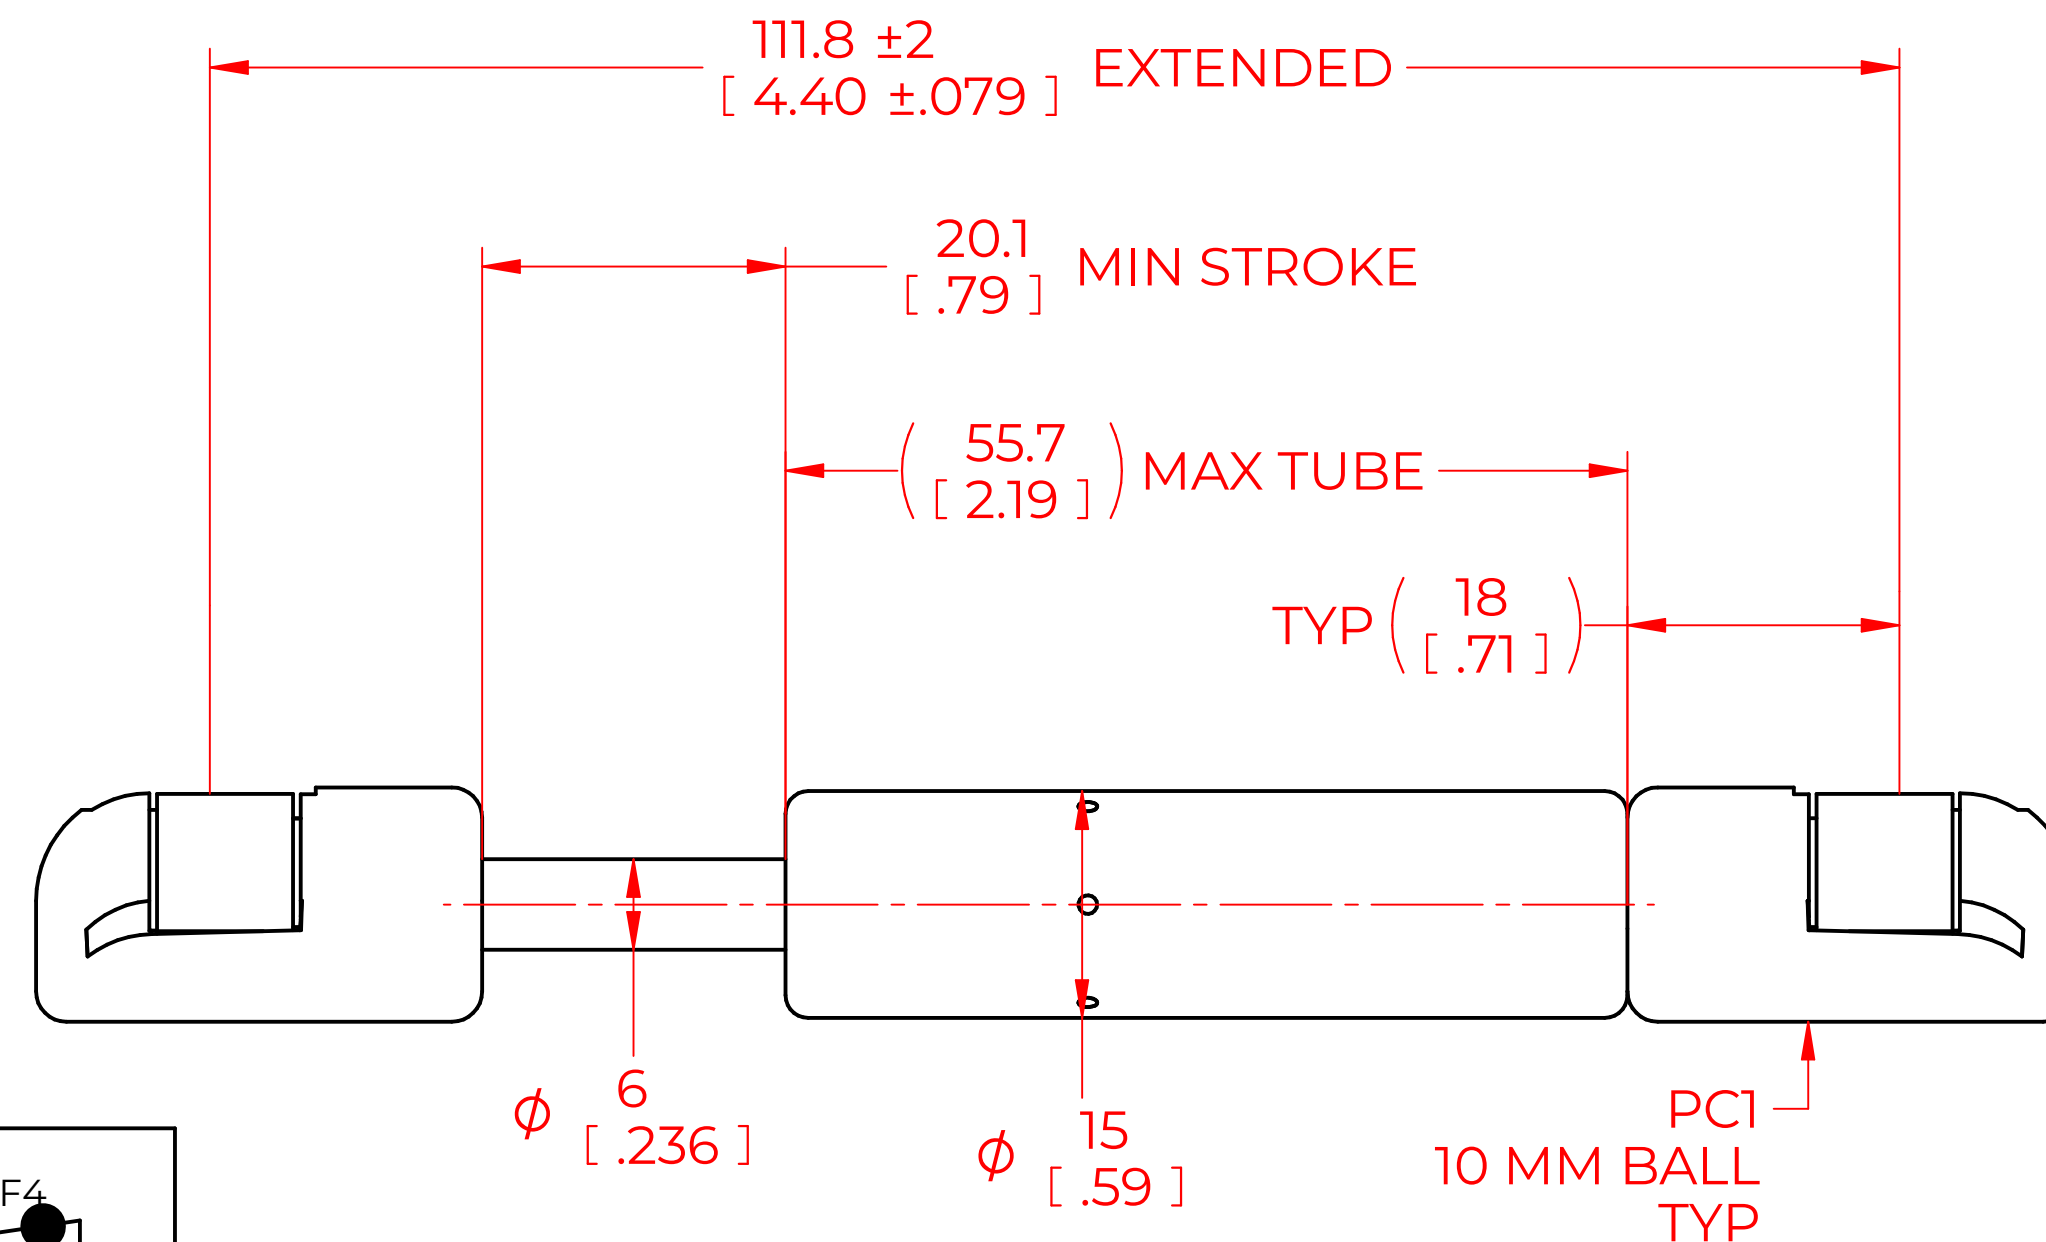 111.8 ±2
[ 4.40 ±.079 ] EXTENDED
20.1
[ .79 ] MIN STROKE
( 55.7
[ 2.19 ] ) MAX TUBE
TYP ( 18
[ .71 ] )
ϕ 6
[ .236 ]
ϕ 15
[ .59 ]
PC1
10 MM BALL
TYP
F4